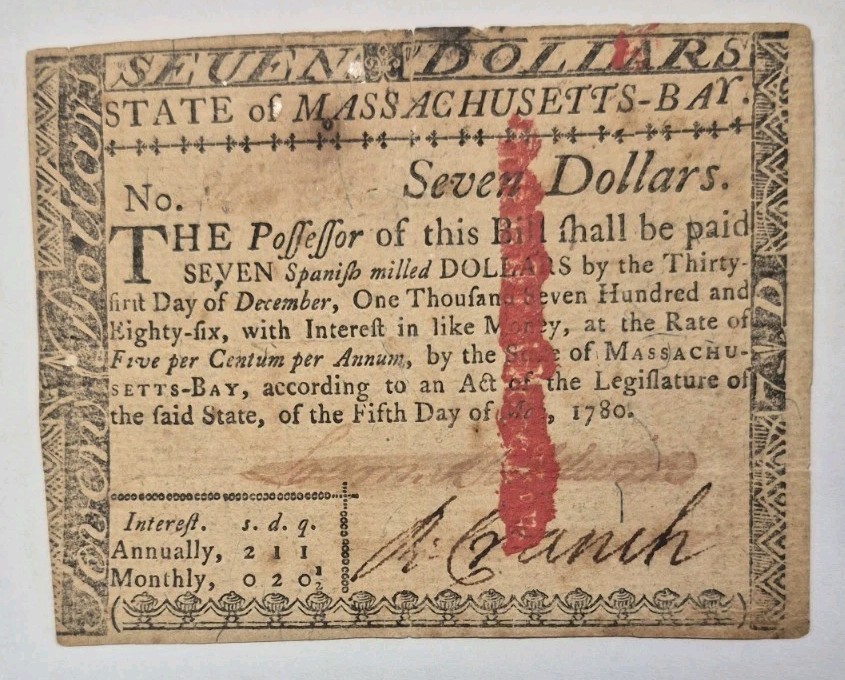 SEVEN DOLLARS
STATE of MASSACHUSETTS-BAY.
Seven Dollars.
No.
THE Poſſeſſor of this Bill ſhall be paid
SEVEN Spaniſh milled DOLLARS by the Thirty-
firſt Day of December, One Thouſand Seven Hundred and
Eighty-ſix, with Intereſt in like Money, at the Rate of
Five per Centum per Annum, by the State of MASSACHU-
SETTS-BAY, according to an Act of the Legiſlature of
the ſaid State, of the Fifth Day of May, 1780.
Intereſt. s. d. q.
Annually, 2 1 1
Monthly, 0 2 0½
R: Cranch
Seven Dollars